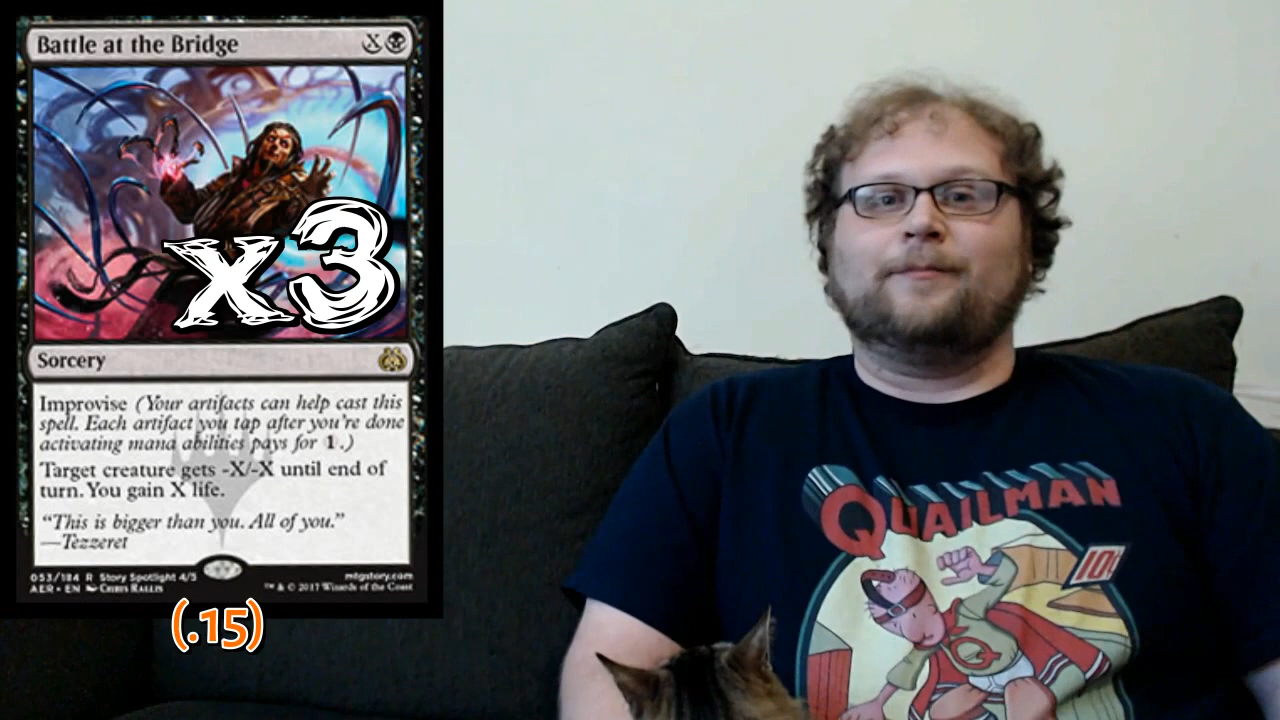 Battle at the Bridge X
x3
Sorcery
Improvise (Your artifacts can help cast this
spell. Each artifact you tap after you're done
activating mana abilities pays for 1.)
Target creature gets -X/-X until end of
turn. You gain X life.
"This is bigger than you. All of you."
—Tezzeret
053/184 R Story Spotlight 4/5
mtgstory.com
AER • EN Chris Rallis
™ & © 2017 Wizards of the Coast
(.15)
QUAILMAN
10¢
Q